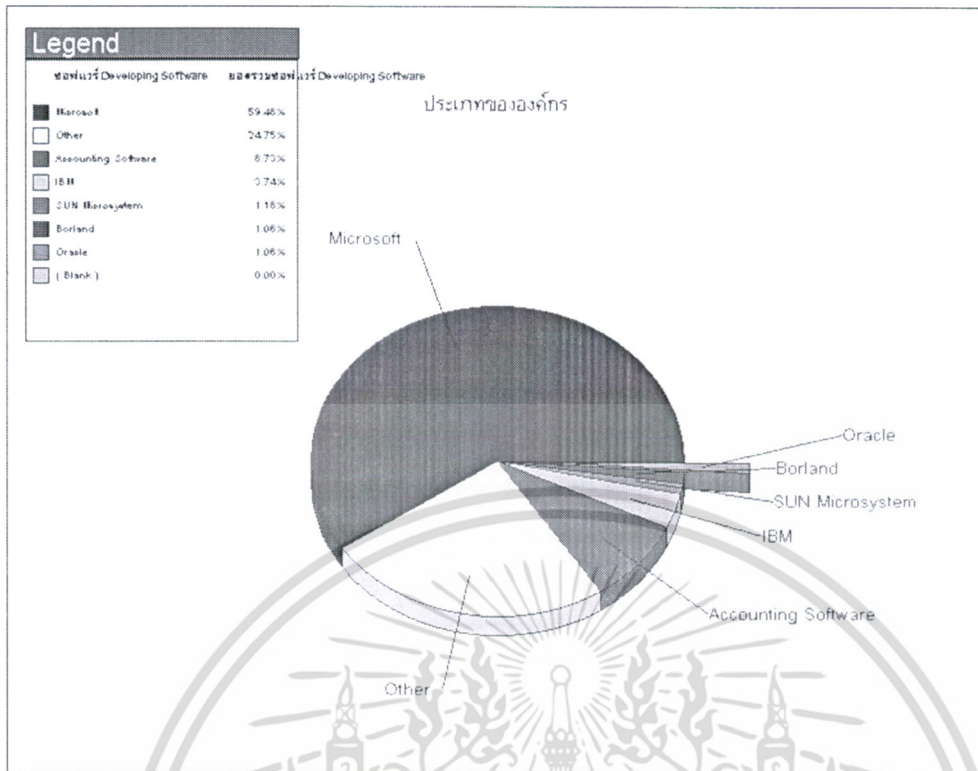 Legend
ซอฟแวร์ Developing Software ยอดรวมซอฟแวร์ Developing Software
Microsoft 59.46%
Other 24.75%
Accounting Software 8.73%
IBM 3.74%
SUN Microsystem 1.18%
Borland 1.06%
Oracle 1.06%
( Blank ) 0.00%
ประเภทขององค์กร
Microsoft
Oracle
Borland
SUN Microsystem
IBM
Accounting Software
Other